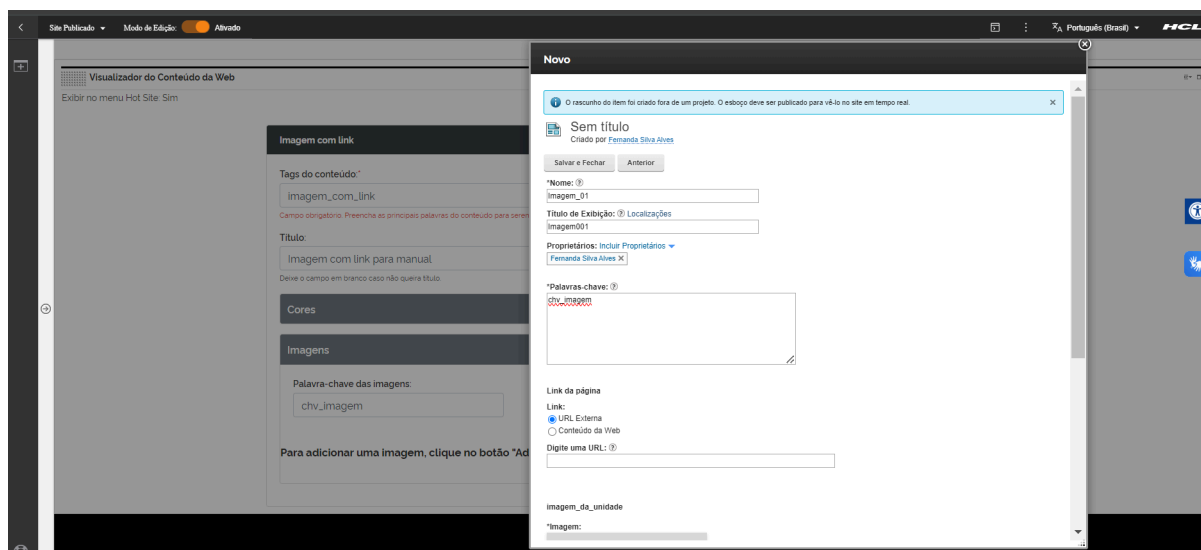 Site Publicado
Modo de Edição:
Ativado
Português (Brasil)
HCL
Visualizador do Conteúdo da Web
Exibir no menu Hot Site: Sim
Imagem com link
Tags do conteúdo:*
imagem_com_link
Campo obrigatório. Preencha as principais palavras do conteúdo para
Título:
Imagem com link para manual
Deixe o campo em branco caso não queira título.
Cores
Imagens
Palavra-chave das imagens:
chv_imagem
Para adicionar uma imagem, clique no botão "Ad
Novo
O rascunho do item foi criado fora de um projeto. O esboço deve ser publicado para vê-lo no site em tempo real.
Sem título
Criado por Fernanda Silva Alves
Salvar e Fechar
Anterior
*Nome:
Imagem_01
Título de Exibição: Localizações
Imagem001
Proprietários: Incluir Proprietários
Fernanda Silva Alves X
*Palavras-chave:
chv_imagem
Link da página
Link:
URL Externa
Conteúdo da Web
Digite uma URL:
imagem_da_unidade
*Imagem: